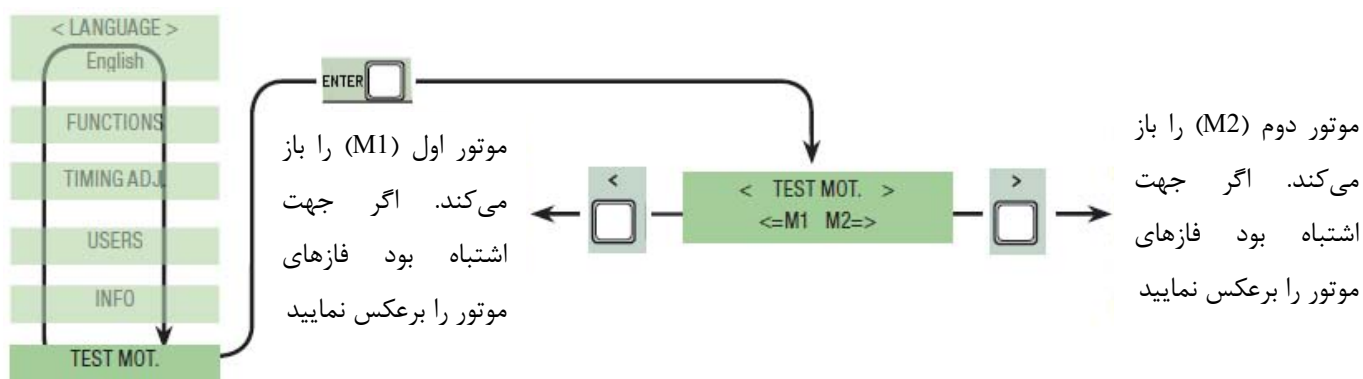 < LANGUAGE >
English
FUNCTIONS
TIMING ADJ.
USERS
INFO
TEST MOT.
ENTER
موتور اول (M1) را باز
می‌کند. اگر جهت
اشتباه بود فازهای
موتور را برعکس نمایید
<
< TEST MOT. >
<=M1 M2=>
>
موتور دوم (M2) را باز
می‌کند. اگر جهت
اشتباه بود فازهای
موتور را برعکس نمایید